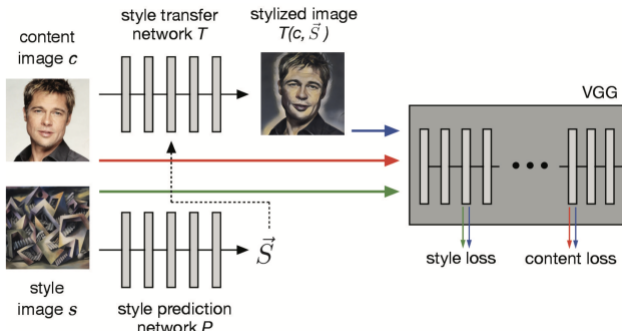 content
image c
style transfer
network T
stylized image
T(c, S⃗ )
VGG
S⃗
style loss
content loss
style
image s
style prediction
network P